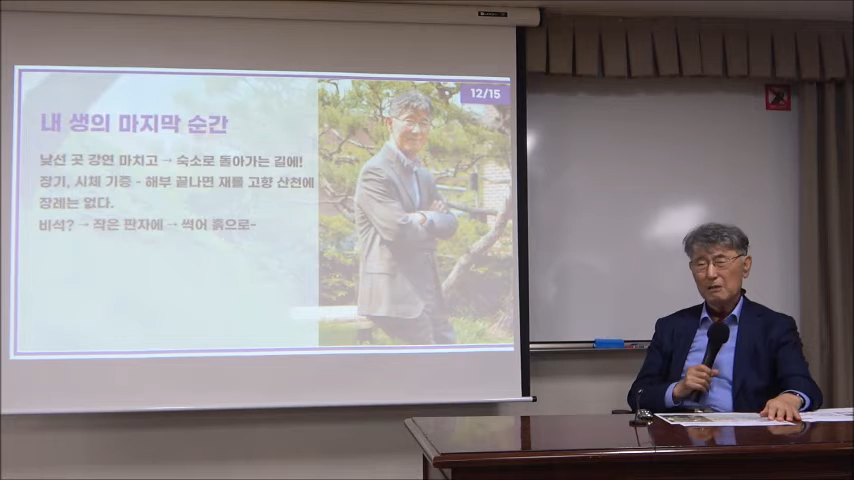 12/15
내 생의 마지막 순간
낮선 곳 강연 마치고 → 숙소로 돌아가는 길에!
장기, 시체 기증 - 해부 끝나면 재를 고향 산천에
장례는 없다.
비석? → 작은 판자에 → 썩어 흙으로-